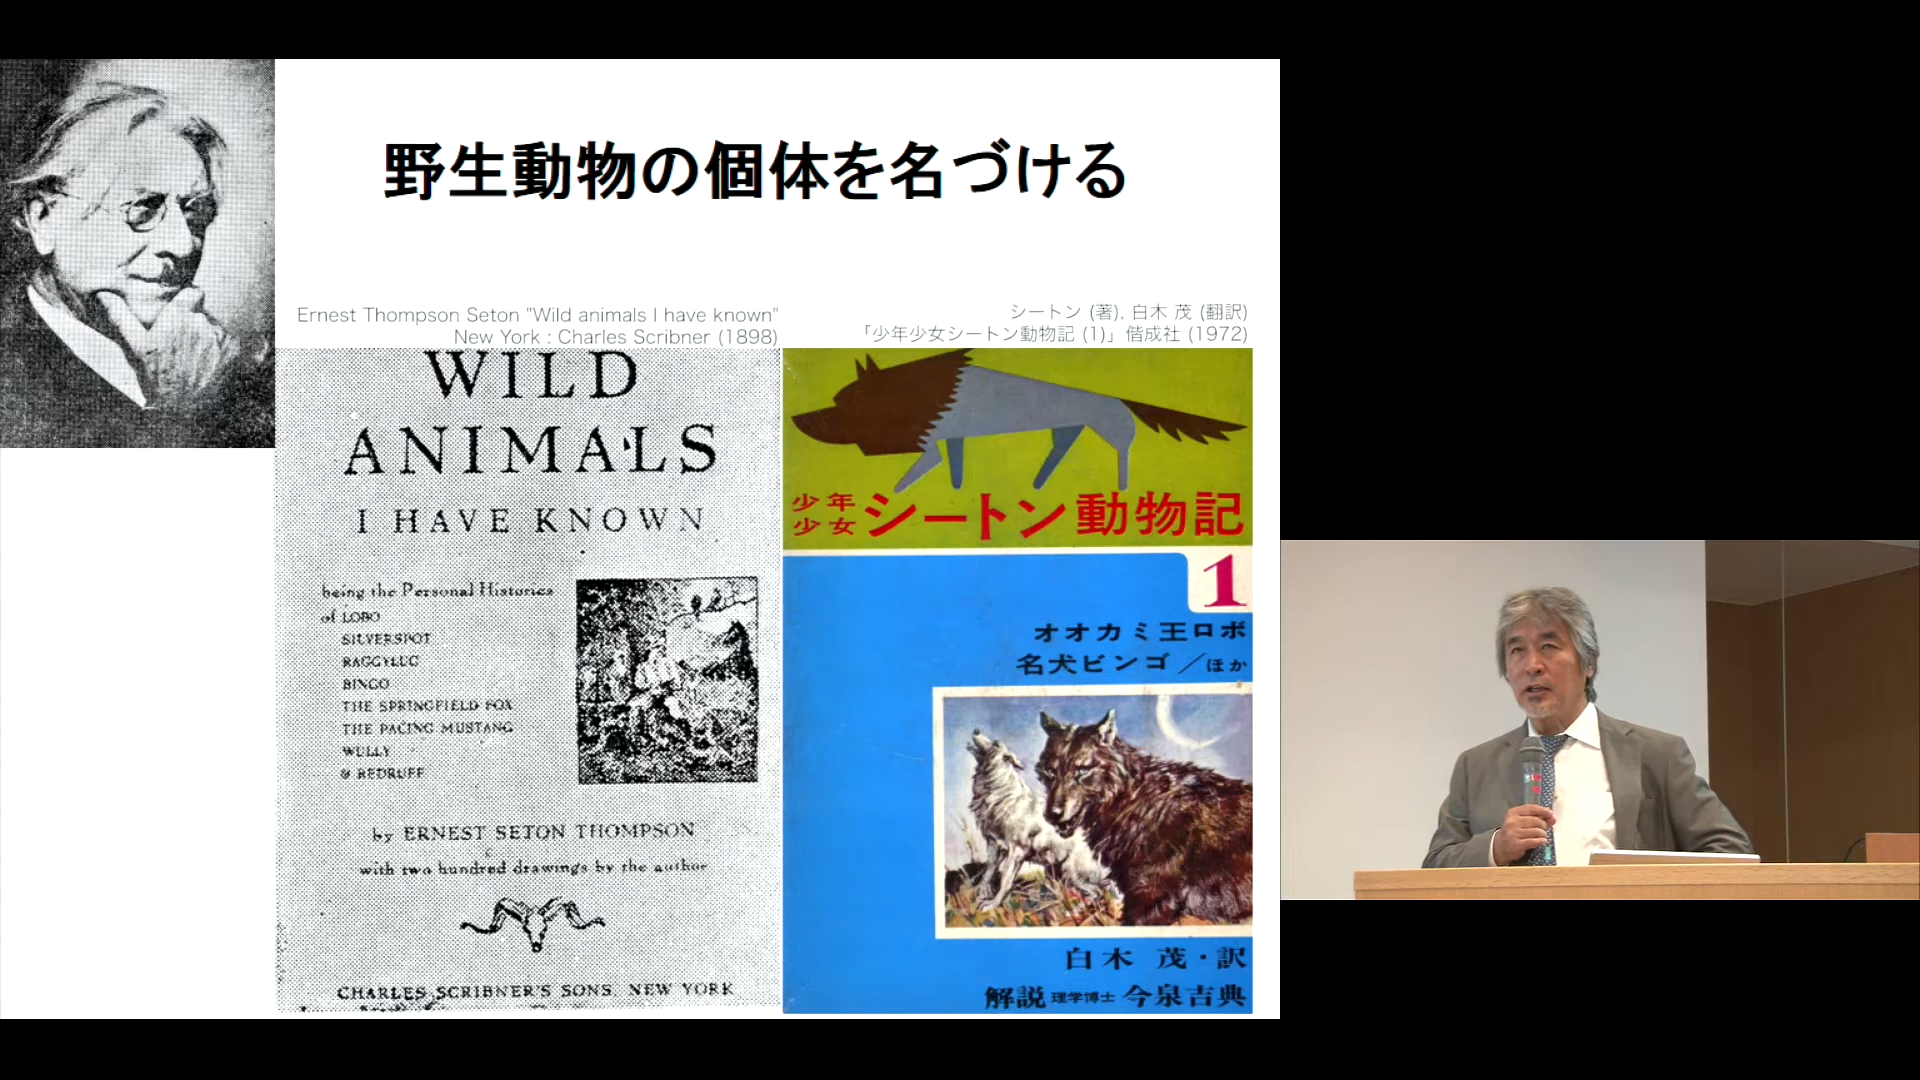 野生動物の個体を名づける
Ernest Thompson Seton "Wild animals I have known"
New York : Charles Scribner (1898)
シートン (著), 白木 茂 (翻訳)
「少年少女シートン動物記 (1)」偕成社 (1972)
WILD
ANIMALS
I HAVE KNOWN
being the Personal Histories
of LOBO
SILVERSPOT
RAGGYLUG
BINGO
THE SPRINGFIELD FOX
THE PACING MUSTANG
WULLY
& REDRUFF
by ERNEST SETON THOMPSON
with two hundred drawings by the author
CHARLES SCRIBNER'S SONS, NEW YORK
少年
少女
シートン動物記
1
オオカミ王ロボ
名犬ビンゴ/ほか
白木 茂・訳
解説 理学博士 今泉吉典